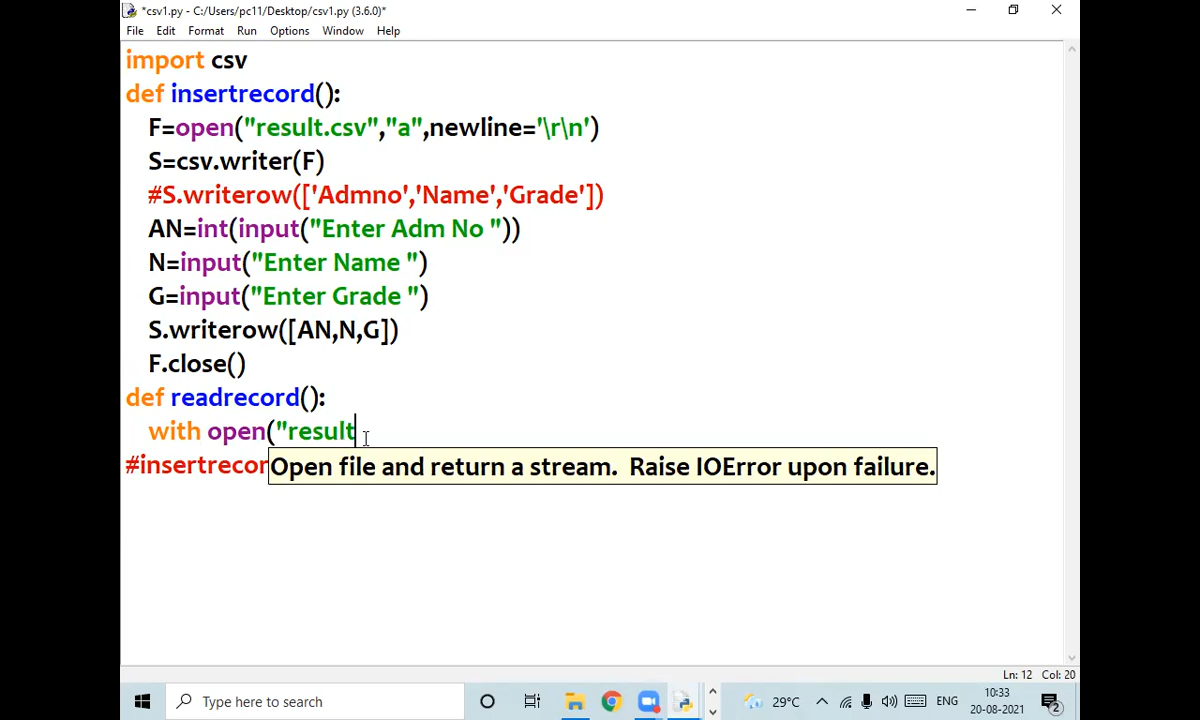 *csv1.py - C:/Users/pc11/Desktop/csv1.py (3.6.0)*
File Edit Format Run Options Window Help
import csv
def insertrecord():
F=open("result.csv","a",newline='\r\n')
S=csv.writer(F)
#S.writerow(['Admno','Name','Grade'])
AN=int(input("Enter Adm No "))
N=input("Enter Name ")
G=input("Enter Grade ")
S.writerow([AN,N,G])
F.close()
def readrecord():
with open("result
#insertrecor
Open file and return a stream. Raise IOError upon failure.
Ln: 12 Col: 20
Type here to search
29°C
ENG
10:33
20-08-2021
2